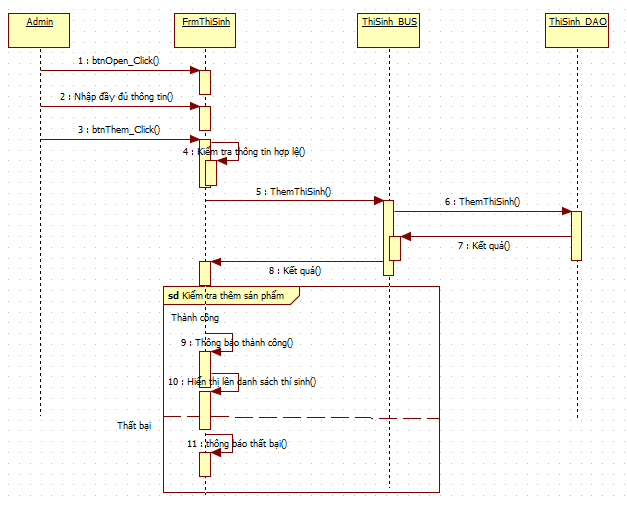 Admin
FrmThiSinh
ThiSinh_BUS
ThiSinh_DAO
1 : btnOpen_Click()
2 : Nhập đầy đủ thông tin()
3 : btnThem_Click()
4 : Kiểm tra thông tin hợp lệ()
5 : ThemThiSinh()
6 : ThemThiSinh()
7 : Kết quả()
8 : Kết quả()
sd Kiểm tra thêm sản phẩm
Thành công
9 : Thông báo thành công()
10 : Hiển thị lên danh sách thí sinh()
Thất bại
11 : thông báo thất bại()